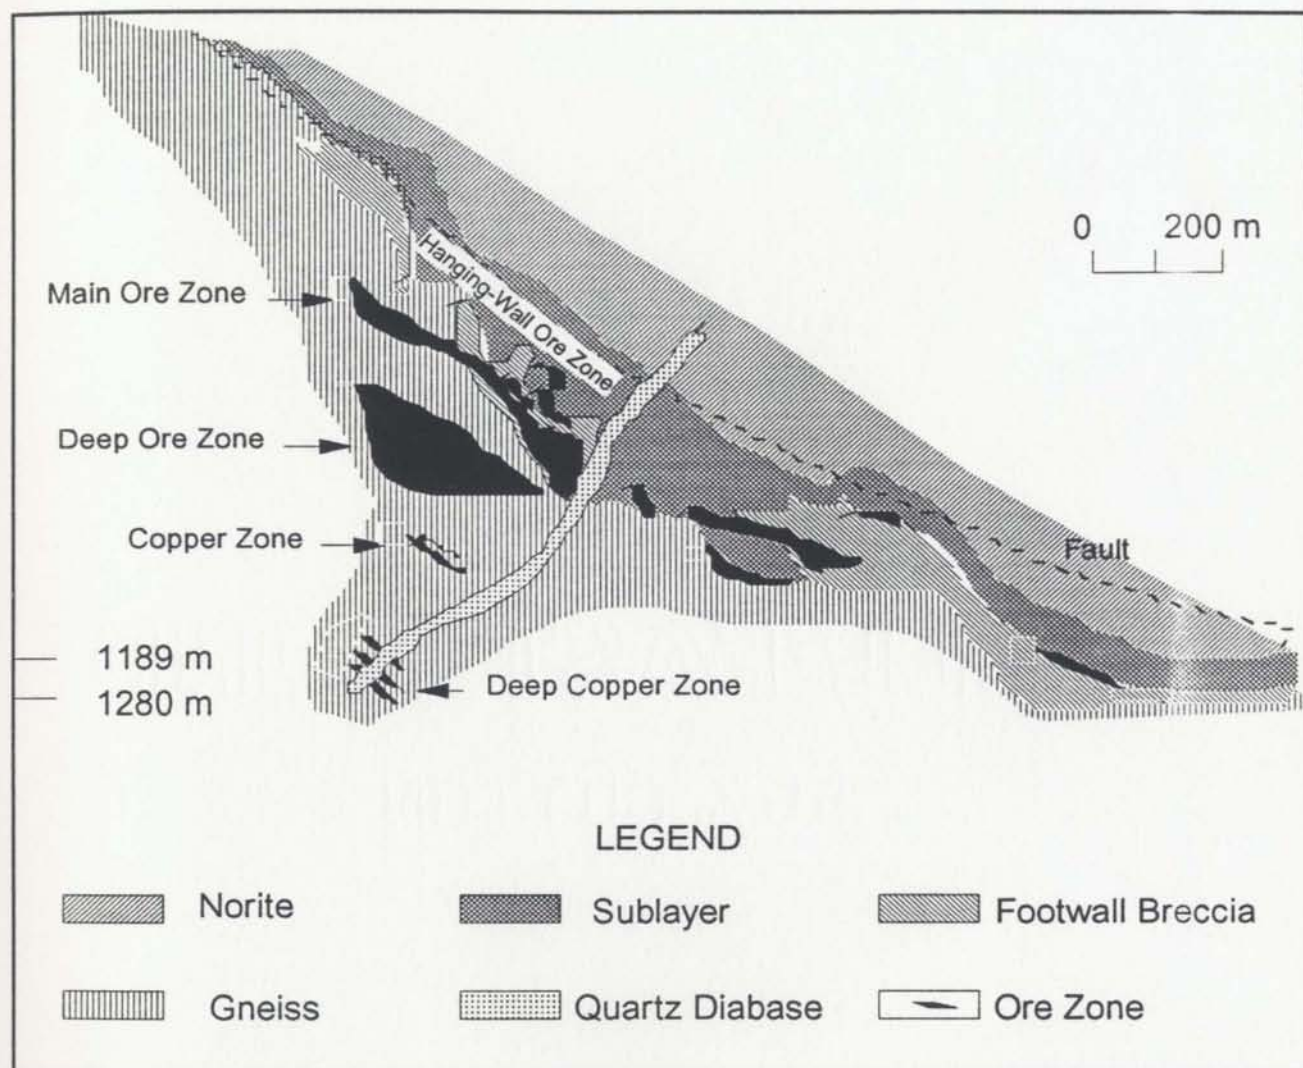 0 200 m
Hanging-Wall Ore Zone
Main Ore Zone
Deep Ore Zone
Copper Zone
Fault
1189 m
Deep Copper Zone
1280 m
LEGEND
Norite
Sublayer
Footwall Breccia
Gneiss
Quartz Diabase
Ore Zone